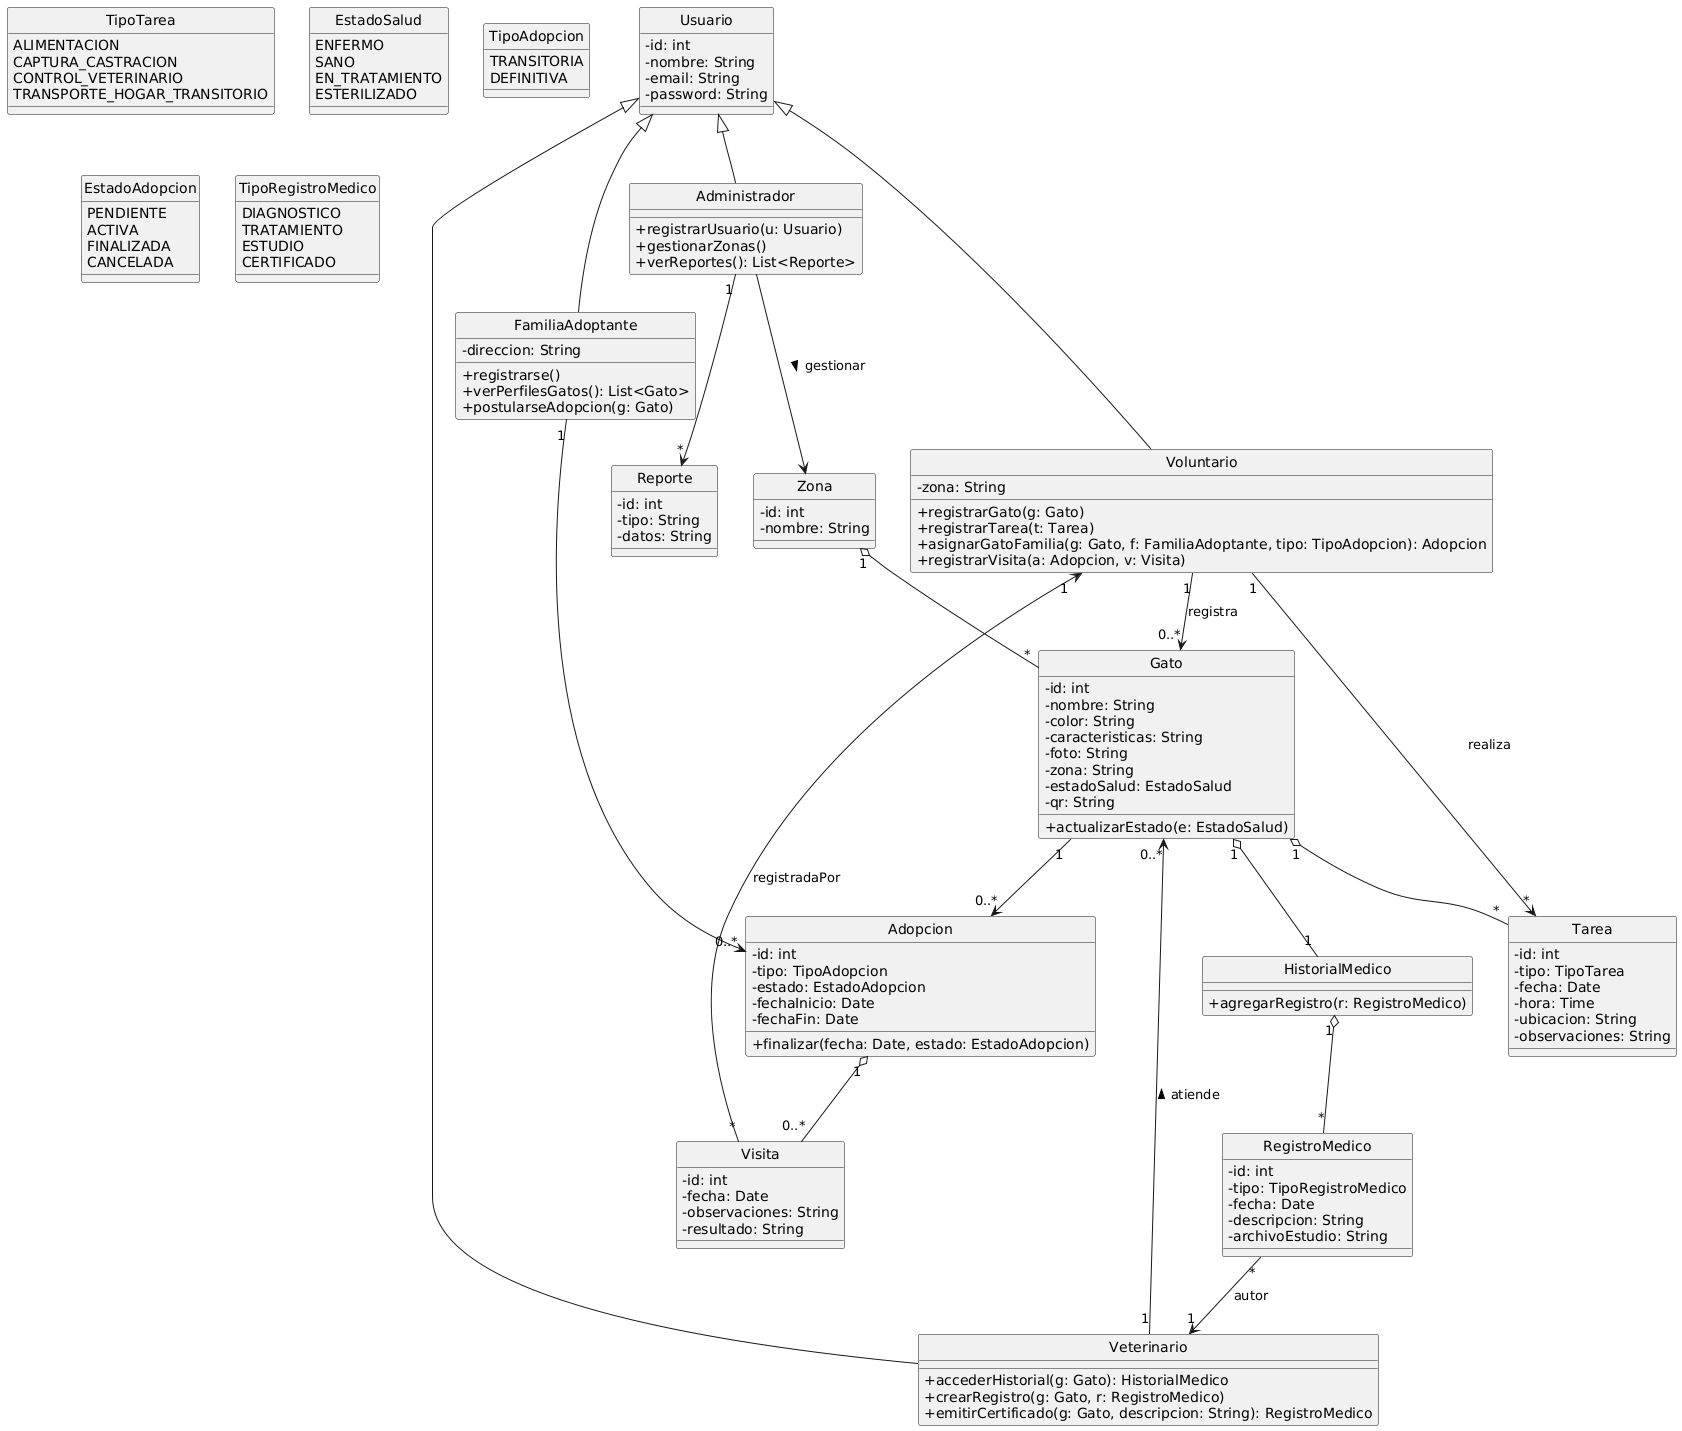 TipoTarea
ALIMENTACION
CAPTURA_CASTRACION
CONTROL_VETERINARIO
TRANSPORTE_HOGAR_TRANSITORIO
EstadoSalud
ENFERMO
SANO
EN_TRATAMIENTO
ESTERILIZADO
TipoAdopcion
TRANSITORIA
DEFINITIVA
Usuario
-id: int
-nombre: String
-email: String
-password: String
EstadoAdopcion
PENDIENTE
ACTIVA
FINALIZADA
CANCELADA
TipoRegistroMedico
DIAGNOSTICO
TRATAMIENTO
ESTUDIO
CERTIFICADO
Administrador
+registrarUsuario(u: Usuario)
+gestionarZonas()
+verReportes(): List<Reporte>
1
*
gestionar
FamiliaAdoptante
-direccion: String
+registrarse()
+verPerfilesGatos(): List<Gato>
+postularseAdopcion(g: Gato)
1
0..*
Reporte
-id: int
-tipo: String
-datos: String
Zona
-id: int
-nombre: String
1
*
Voluntario
-zona: String
+registrarGato(g: Gato)
+registrarTarea(t: Tarea)
+asignarGatoFamilia(g: Gato, f: FamiliaAdoptante, tipo: TipoAdopcion): Adopcion
+registrarVisita(a: Adopcion, v: Visita)
1
1
1
registra
0..*
realiza
*
registradaPor
*
Gato
-id: int
-nombre: String
-color: String
-caracteristicas: String
-foto: String
-zona: String
-estadoSalud: EstadoSalud
-qr: String
+actualizarEstado(e: EstadoSalud)
1
0..*
0..*
1
1
1
*
Adopcion
-id: int
-tipo: TipoAdopcion
-estado: EstadoAdopcion
-fechaInicio: Date
-fechaFin: Date
+finalizar(fecha: Date, estado: EstadoAdopcion)
1
0..*
HistorialMedico
+agregarRegistro(r: RegistroMedico)
1
*
Tarea
-id: int
-tipo: TipoTarea
-fecha: Date
-hora: Time
-ubicacion: String
-observaciones: String
atiende
1
Visita
-id: int
-fecha: Date
-observaciones: String
-resultado: String
RegistroMedico
-id: int
-tipo: TipoRegistroMedico
-fecha: Date
-descripcion: String
-archivoEstudio: String
*
autor
1
Veterinario
+accederHistorial(g: Gato): HistorialMedico
+crearRegistro(g: Gato, r: RegistroMedico)
+emitirCertificado(g: Gato, descripcion: String): RegistroMedico